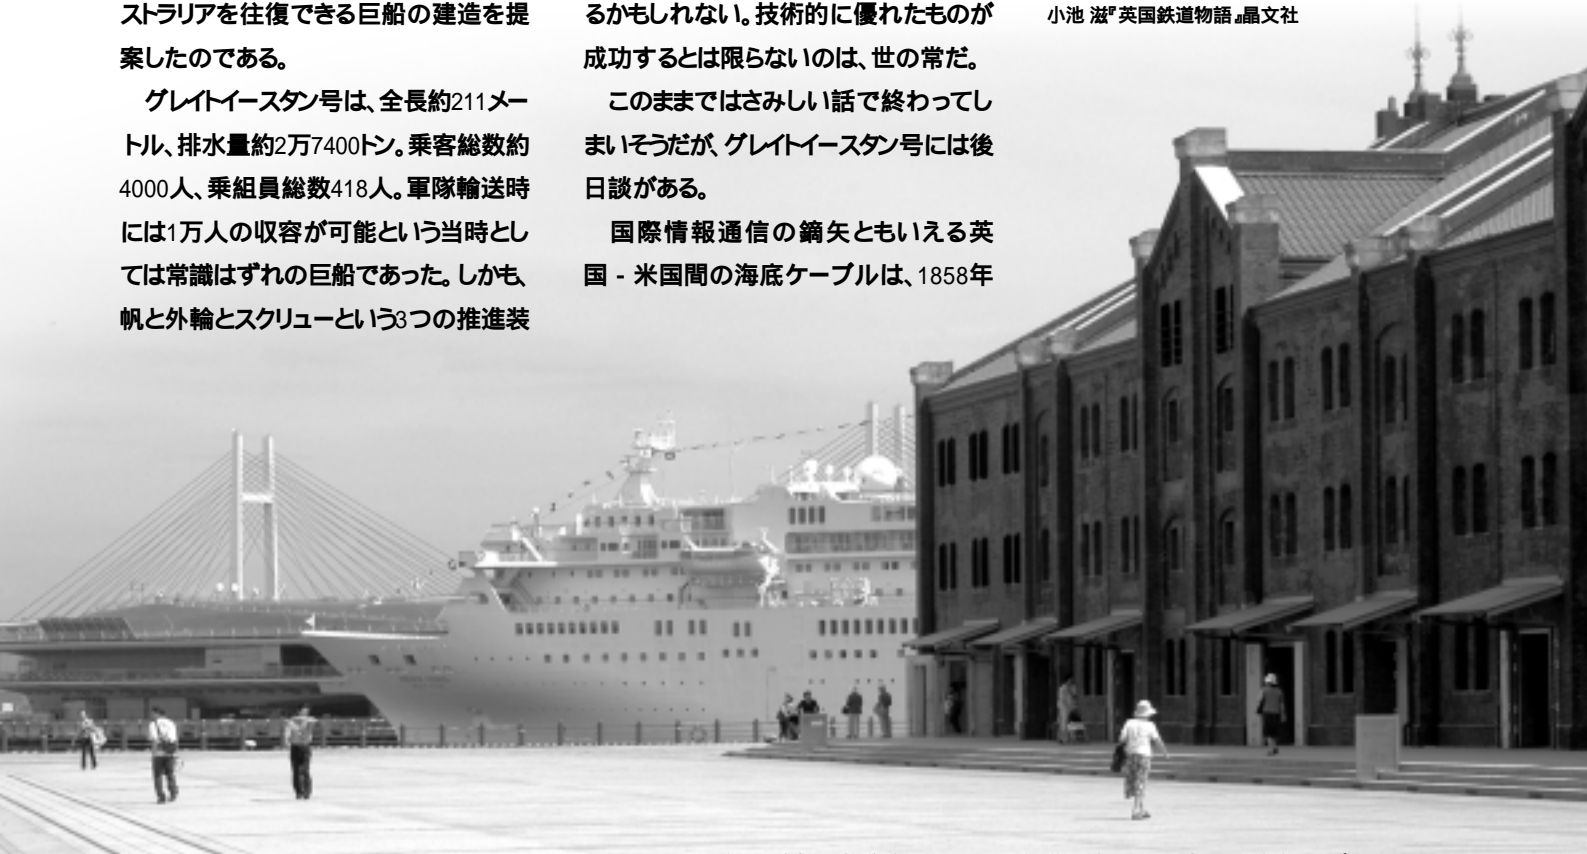 ストラリアを往復できる巨船の建造を提
案したのである。
グレイトイースタン号は、全長約211メー
トル、排水量約2万7400トン。乗客総数約
4000人、乗組員総数418人。軍隊輸送時
には1万人の収容が可能という当時とし
ては常識はずれの巨船であった。しかも、
帆と外輪とスクリューという3つの推進装
るかもしれない。技術的に優れたものが
成功するとは限らないのは、世の常だ。
このままではさみしい話で終わってし
まいそうだが、グレイトイースタン号には後
日談がある。
国際情報通信の鏑矢ともいえる英
国 - 米国間の海底ケーブルは、1858年
小池 滋『英国鉄道物語』晶文社